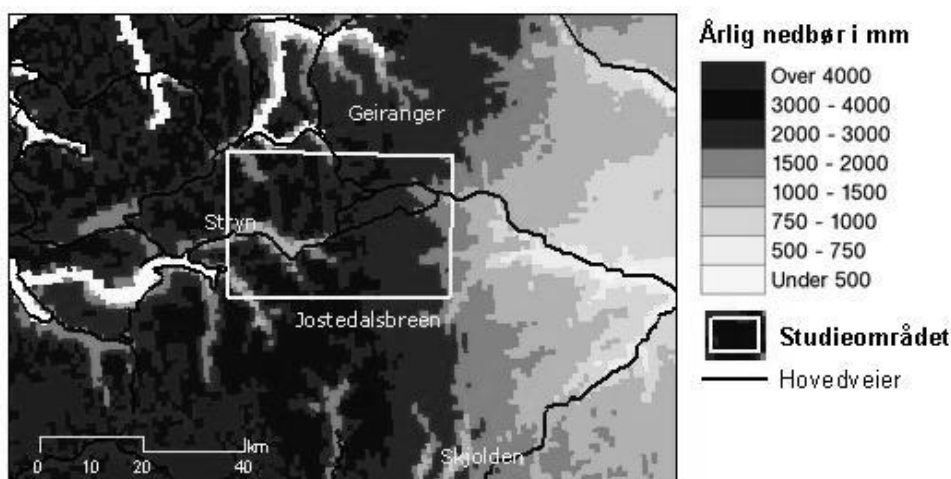 Geiranger
Stryn
Jostedalsbreen
Skjolden
km
0 10 20 40
Årlig nedbør i mm
Over 4000
3000 - 4000
2000 - 3000
1500 - 2000
1000 - 1500
750 - 1000
500 - 750
Under 500
Studieområdet
Hovedveier